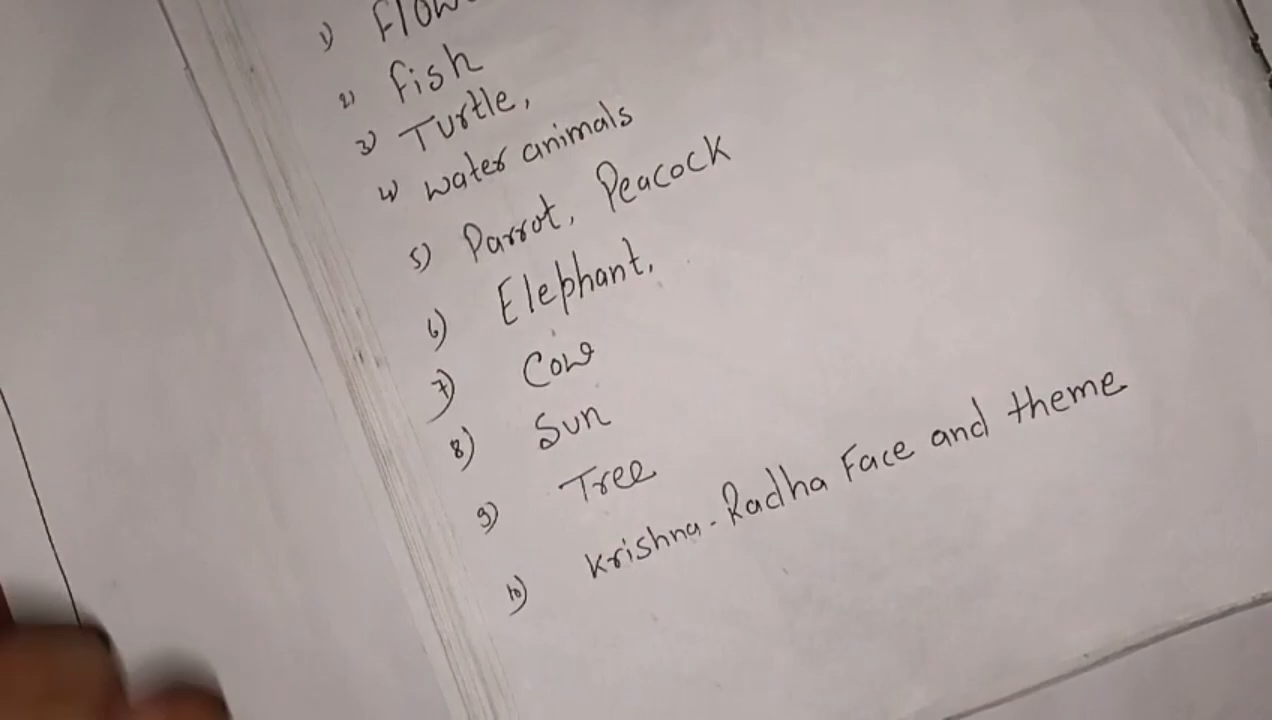 1)
2) fish
3) Turtle,
4) water animals
5) Parrot, Peacock
6) Elephant,
7) Cow
8) Sun
9) Tree
10) Krishna-Radha Face and theme